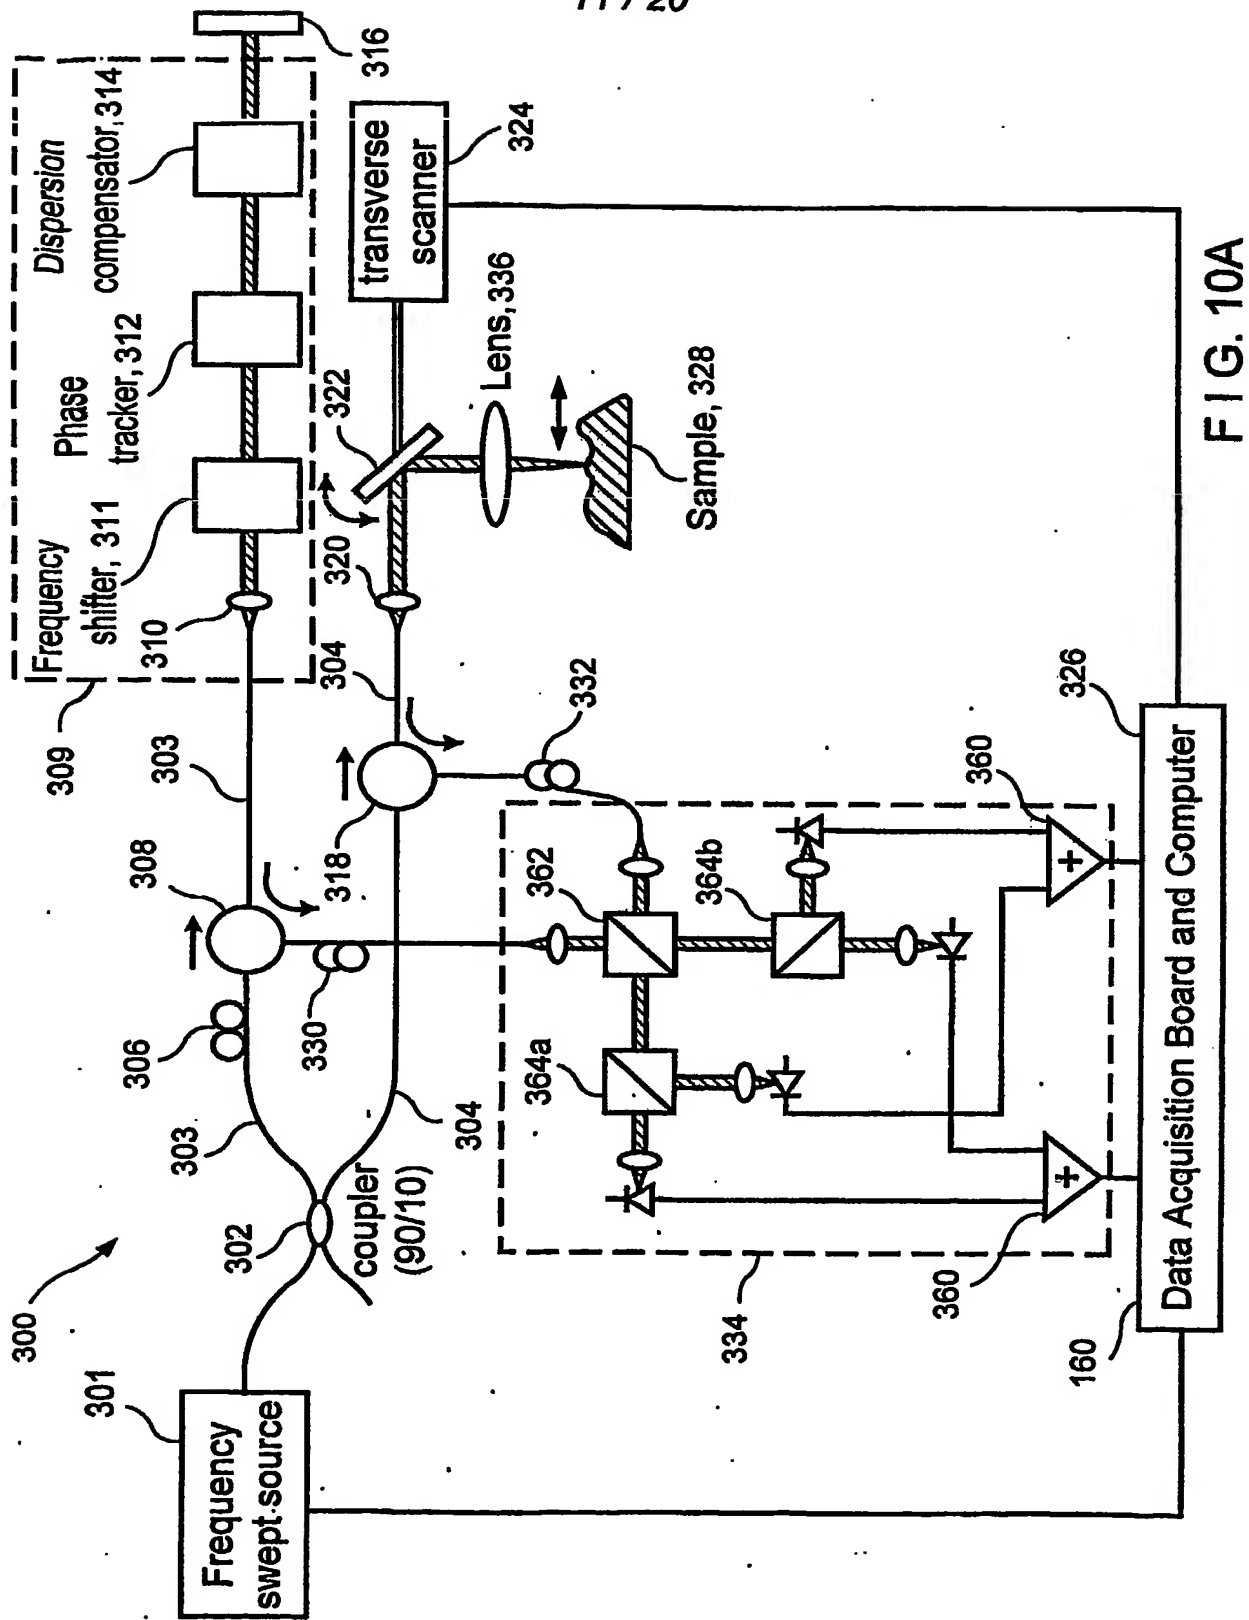 11 / 20
300
301
Frequency
swept source
302
coupler
(90/10)
303
304
306
308
303
309
Frequency
shifter, 311
310
Phase
tracker, 312
Dispersion
compensator, 314
316
318
304
320
322
transverse
scanner
324
Lens, 336
Sample, 328
330
332
334
362
364a
364b
360
+
360
+
160
326
Data Acquisition Board and Computer
FIG. 10A